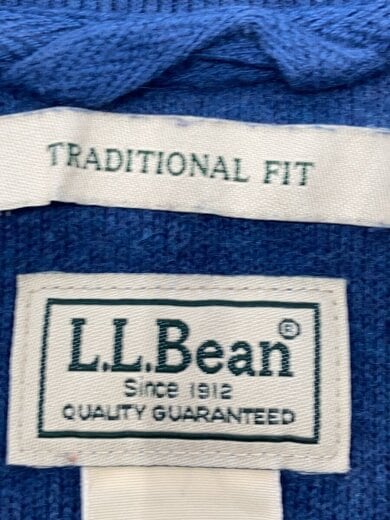 TRADITIONAL FIT
L.L.Bean®
Since 1912
QUALITY GUARANTEED